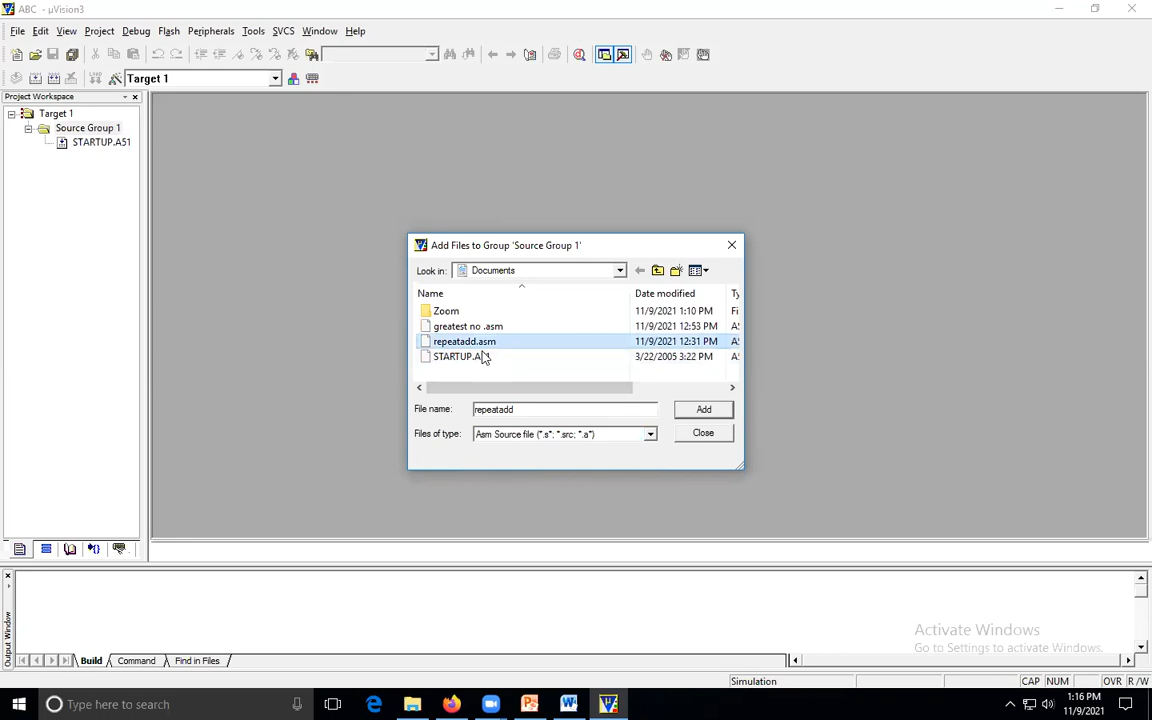 ABC - µVision3
File Edit View Project Debug Flash Peripherals Tools SVCS Window Help
Target 1
Project Workspace
Target 1
Source Group 1
STARTUP.A51
Add Files to Group 'Source Group 1'
Look in: Documents
Name Date modified
Zoom 11/9/2021 1:10 PM
greatest no .asm 11/9/2021 12:53 PM
repeatadd.asm 11/9/2021 12:31 PM
3/22/2005 3:22 PM
File name: repeatadd Add
Files of type: Asm Source file (*.s*; *.src; *.a*) Close
Output Window
Build Command Find in Files
Activate Windows
Go to Settings to activate Windows.
Simulation CAP NUM OVR R/W
Type here to search
1:16 PM
11/9/2021